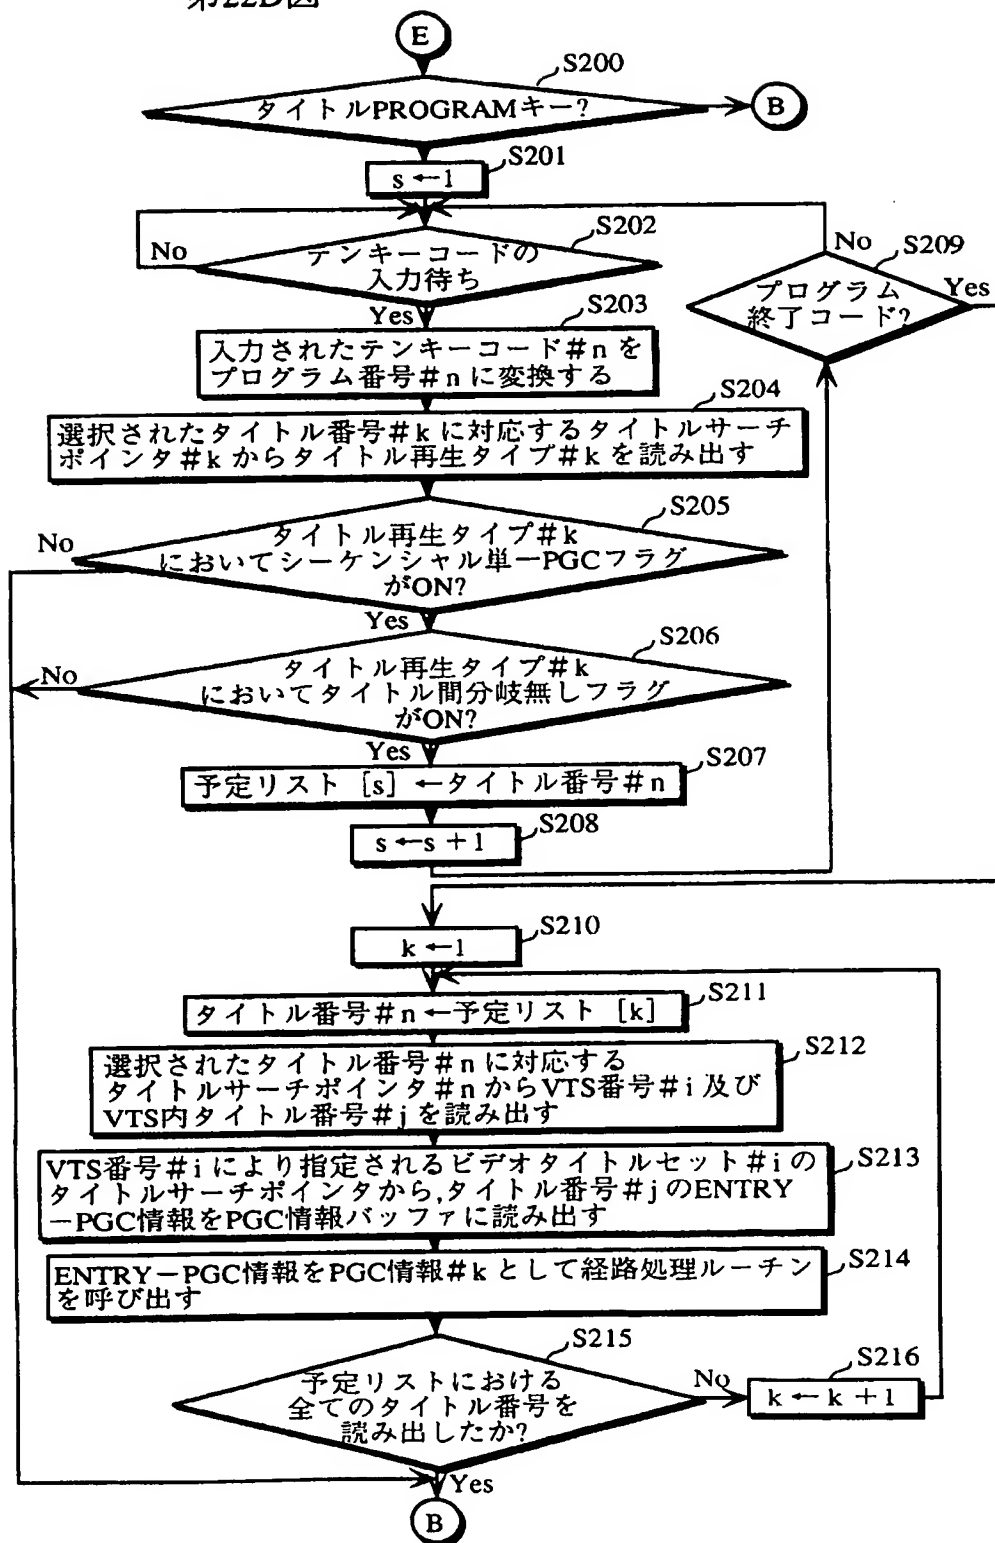 第22D図
E
S200
タイトルPROGRAMキー?
B
S201
s←1
S202
No
テンキーコードの
入力待ち
Yes
No
S209
プログラム
終了コード?
Yes
S203
入力されたテンキーコード#nを
プログラム番号#nに変換する
S204
選択されたタイトル番号#kに対応するタイトルサーチ
ポインタ#kからタイトル再生タイプ#kを読み出す
S205
No
タイトル再生タイプ#k
においてシーケンシャル単一PGCフラグ
がON?
Yes
S206
No
タイトル再生タイプ#k
においてタイトル間分岐無しフラグ
がON?
Yes
S207
予定リスト [s] ←タイトル番号#n
S208
s←s+1
S210
k←1
S211
タイトル番号#n←予定リスト [k]
S212
選択されたタイトル番号#nに対応する
タイトルサーチポインタ#nからVTS番号#i及び
VTS内タイトル番号#jを読み出す
S213
VTS番号#iにより指定されるビデオタイトルセット#iの
タイトルサーチポインタから,タイトル番号#jのENTRY
−PGC情報をPGC情報バッファに読み出す
S214
ENTRY−PGC情報をPGC情報#kとして経路処理ルーチン
を呼び出す
S215
予定リストにおける
全てのタイトル番号を
読み出したか?
No
S216
k←k+1
Yes
B